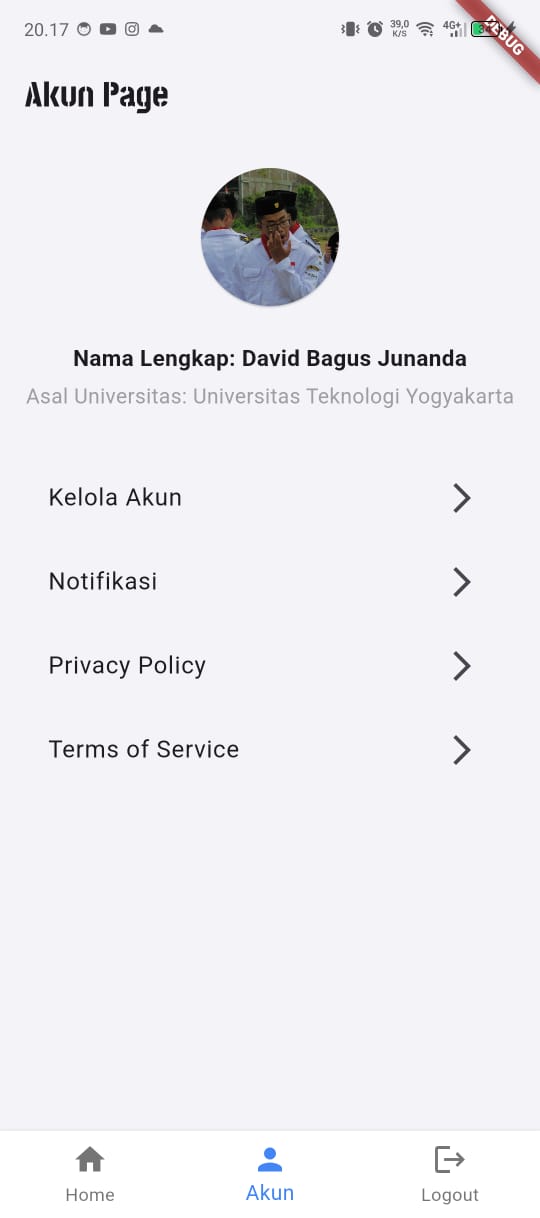 20.17
39,0
K/S
4G+
DEBUG
Akun Page
Nama Lengkap: David Bagus Junanda
Asal Universitas: Universitas Teknologi Yogyakarta
Kelola Akun
Notifikasi
Privacy Policy
Terms of Service
Home
Akun
Logout